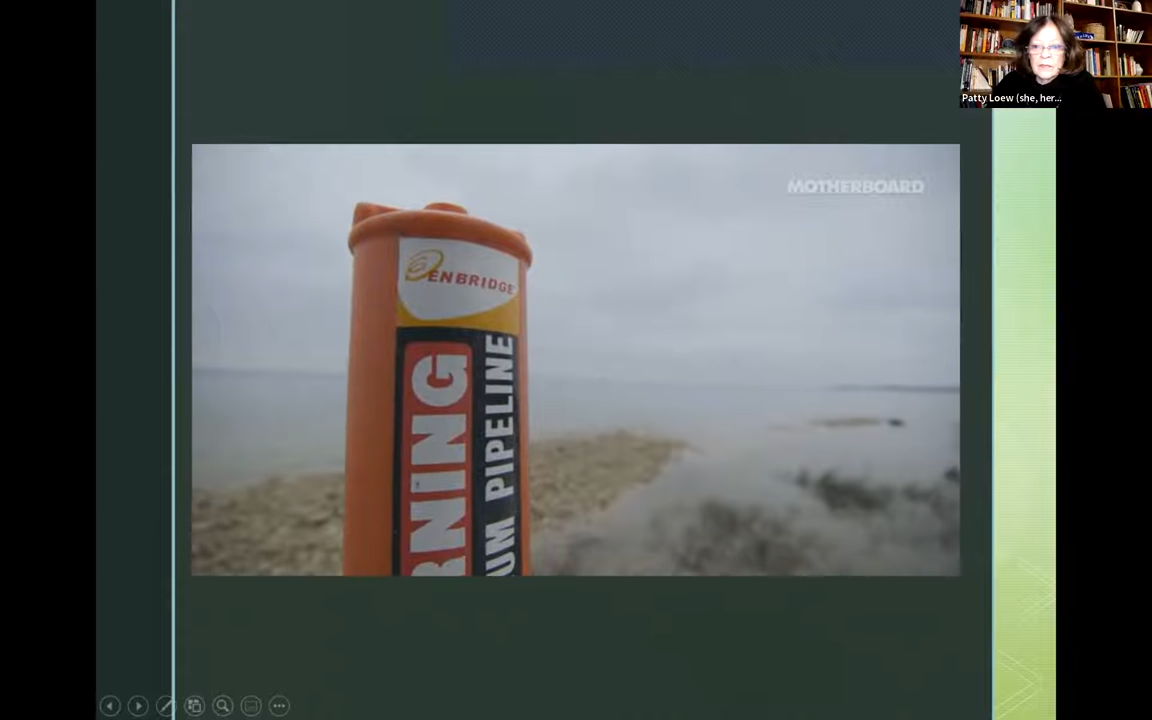 Patty Loew (she, her...
MOTHERBOARD
ENBRIDGE
RNING
UM PIPELINE